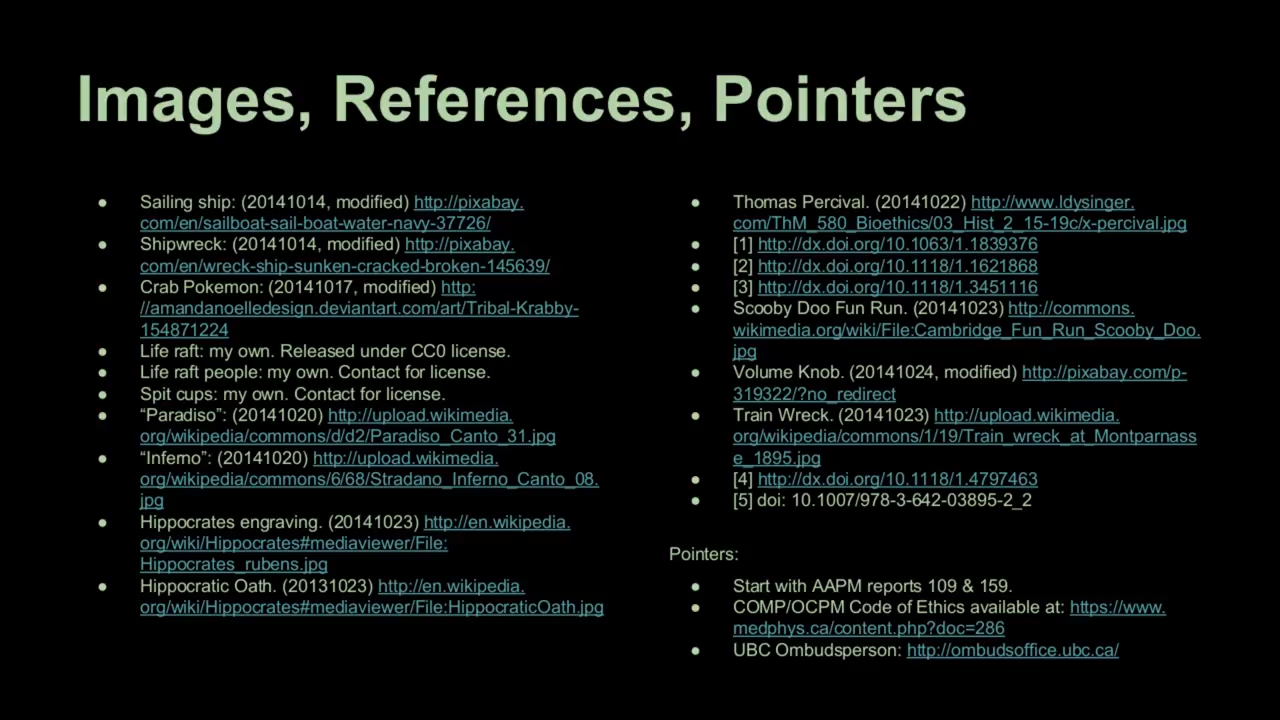 Images, References, Pointers
● Sailing ship: (20141014, modified) http://pixabay.
com/en/sailboat-sail-boat-water-navy-37726/
● Shipwreck: (20141014, modified) http://pixabay.
com/en/wreck-ship-sunken-cracked-broken-145639/
● Crab Pokemon: (20141017, modified) http:
//amandanoelledesign.deviantart.com/art/Tribal-Krabby-
154871224
● Life raft: my own. Released under CC0 license.
● Life raft people: my own. Contact for license.
● Spit cups: my own. Contact for license.
● “Paradiso”: (20141020) http://upload.wikimedia.
org/wikipedia/commons/d/d2/Paradiso_Canto_31.jpg
● “Inferno”: (20141020) http://upload.wikimedia.
org/wikipedia/commons/6/68/Stradano_Inferno_Canto_08.
jpg
● Hippocrates engraving. (20141023) http://en.wikipedia.
org/wiki/Hippocrates#mediaviewer/File:
Hippocrates_rubens.jpg
● Hippocratic Oath. (20131023) http://en.wikipedia.
org/wiki/Hippocrates#mediaviewer/File:HippocraticOath.jpg
● Thomas Percival. (20141022) http://www.ldysinger.
com/ThM_580_Bioethics/03_Hist_2_15-19c/x-percival.jpg
● [1] http://dx.doi.org/10.1063/1.1839376
● [2] http://dx.doi.org/10.1118/1.1621868
● [3] http://dx.doi.org/10.1118/1.3451116
● Scooby Doo Fun Run. (20141023) http://commons.
wikimedia.org/wiki/File:Cambridge_Fun_Run_Scooby_Doo.
jpg
● Volume Knob. (20141024, modified) http://pixabay.com/p-
319322/?no_redirect
● Train Wreck. (20141023) http://upload.wikimedia.
org/wikipedia/commons/1/19/Train_wreck_at_Montparnass
e_1895.jpg
● [4] http://dx.doi.org/10.1118/1.4797463
● [5] doi: 10.1007/978-3-642-03895-2_2
Pointers:
● Start with AAPM reports 109 & 159.
● COMP/OCPM Code of Ethics available at: https://www.
medphys.ca/content.php?doc=286
● UBC Ombudsperson: http://ombudsoffice.ubc.ca/